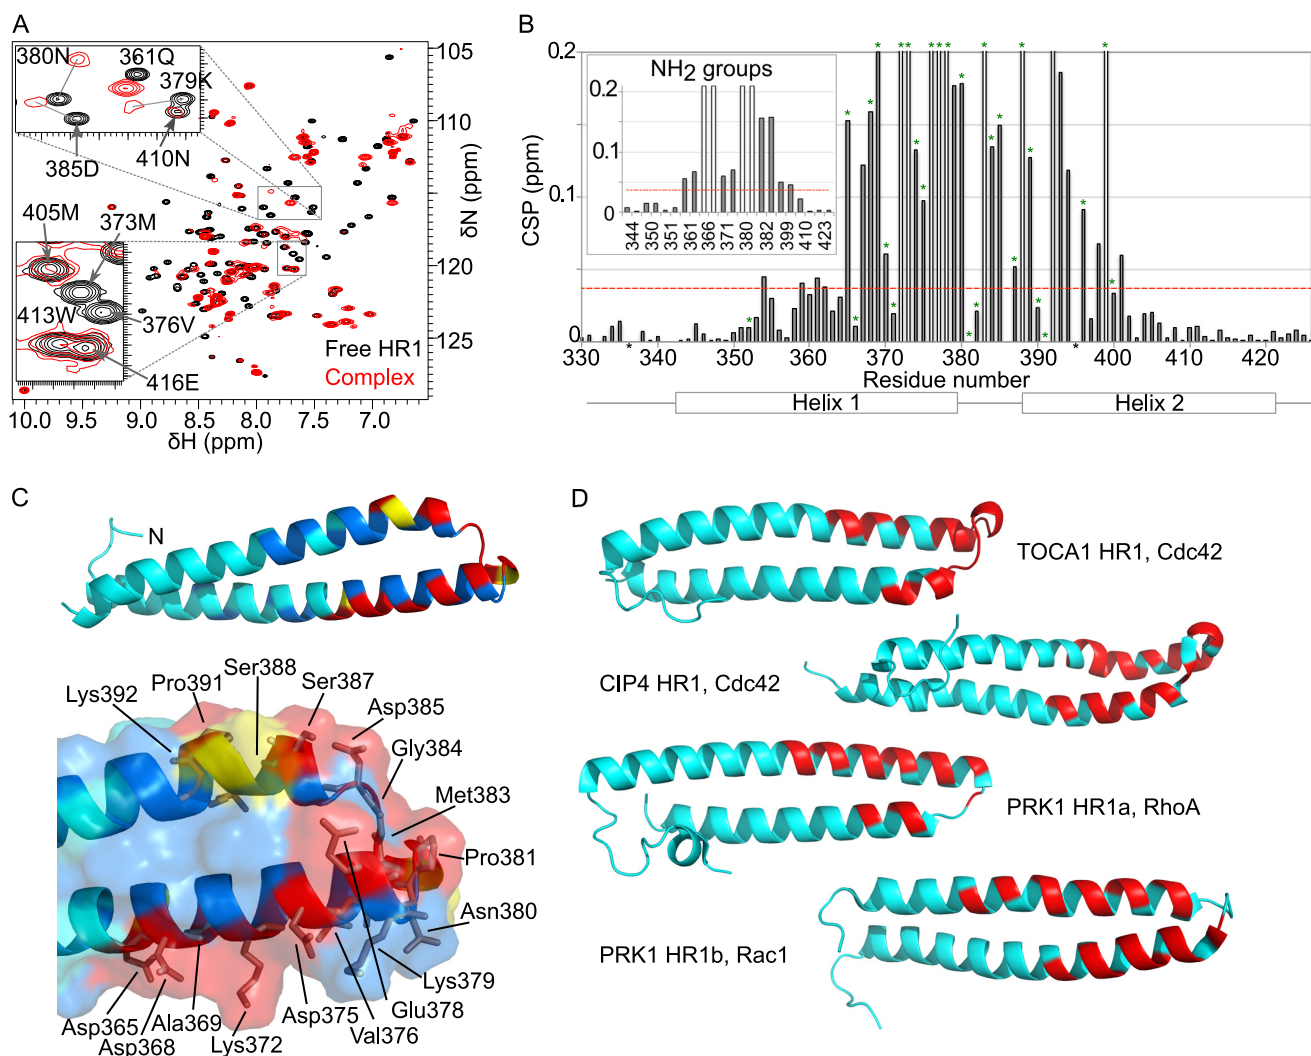 A
380N
361Q
379K
385D
410N
405M
373M
413W
376V
416E
Free HR1
Complex
105
110
115
120
125
δN (ppm)
10.0 9.5 9.0 8.5 8.0 7.5 7.0
δH (ppm)
B
CSP (ppm)
0.2
0.1
0
NH2 groups
0.2
0.1
0
344 350 351 361 366 371 380 382 399 410 423
* * * * * * * * * * * * * * * * * * * * * * * * * *
330 340 350 360 370 380 390 400 410 420
Residue number
Helix 1 Helix 2
C
N
Ser388
Pro391 Ser387
Lys392
Asp385
Gly384
Met383
Pro381
Asn380
Lys379
Glu378
Val376
Asp375
Lys372
Ala369
Asp368
Asp365
D
TOCA1 HR1, Cdc42
CIP4 HR1, Cdc42
PRK1 HR1a, RhoA
PRK1 HR1b, Rac1